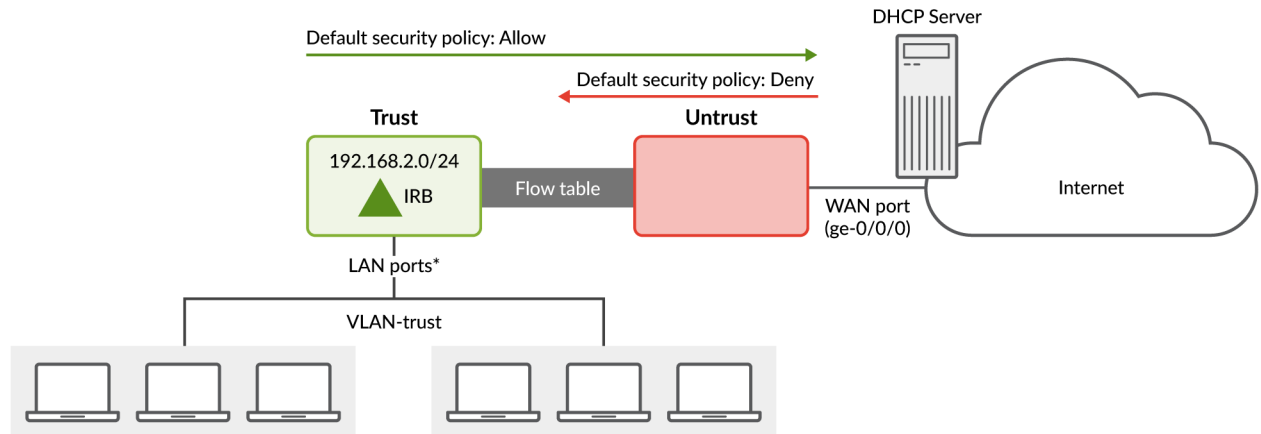 DHCP Server
Default security policy: Allow
Default security policy: Deny
Trust
Untrust
192.168.2.0/24
IRB
Flow table
Internet
WAN port
(ge-0/0/0)
LAN ports*
VLAN-trust